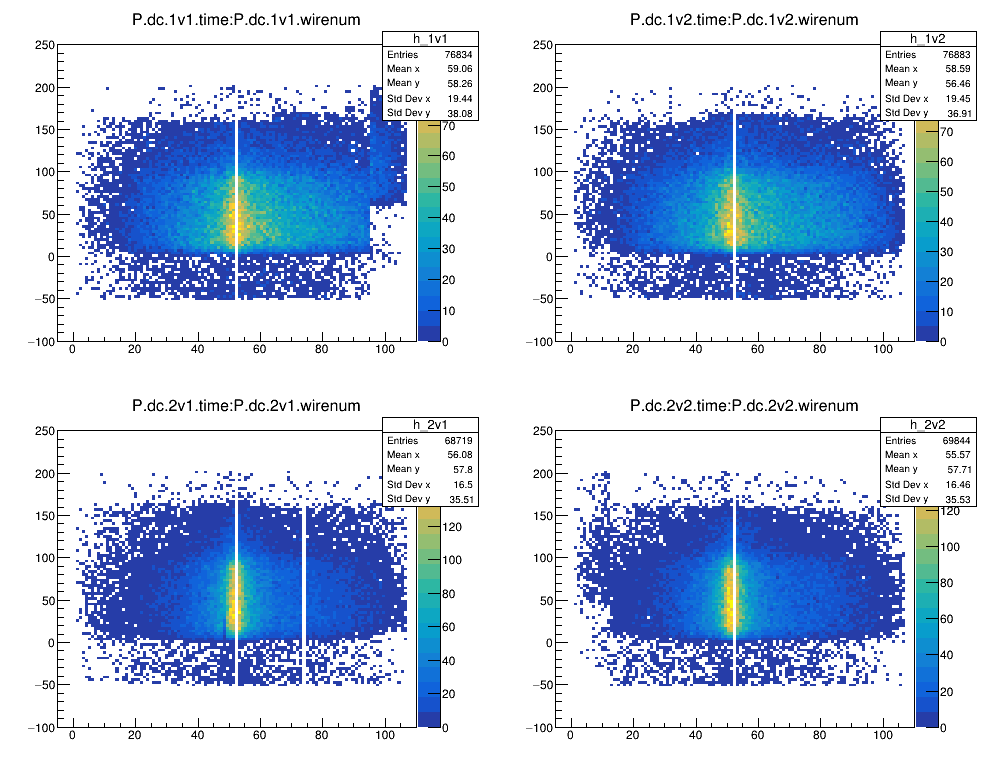 P.dc.1v1.time:P.dc.1v1.wirenum
h_1v1
Entries 76834
Mean x 59.06
Mean y 58.26
Std Dev x 19.44
Std Dev y 38.08
250
200
150
100
50
0
−50
−100
0 20 40 60 80 100
70
60
50
40
30
20
10
0
P.dc.1v2.time:P.dc.1v2.wirenum
h_1v2
Entries 76883
Mean x 58.59
Mean y 56.46
Std Dev x 19.45
Std Dev y 36.91
250
200
150
100
50
0
−50
−100
0 20 40 60 80 100
70
60
50
40
30
20
10
0
P.dc.2v1.time:P.dc.2v1.wirenum
h_2v1
Entries 68719
Mean x 56.08
Mean y 57.8
Std Dev x 16.5
Std Dev y 35.51
250
200
150
100
50
0
−50
−100
0 20 40 60 80 100
120
100
80
60
40
20
0
P.dc.2v2.time:P.dc.2v2.wirenum
h_2v2
Entries 69844
Mean x 55.57
Mean y 57.71
Std Dev x 16.46
Std Dev y 35.53
250
200
150
100
50
0
−50
−100
0 20 40 60 80 100
120
100
80
60
40
20
0